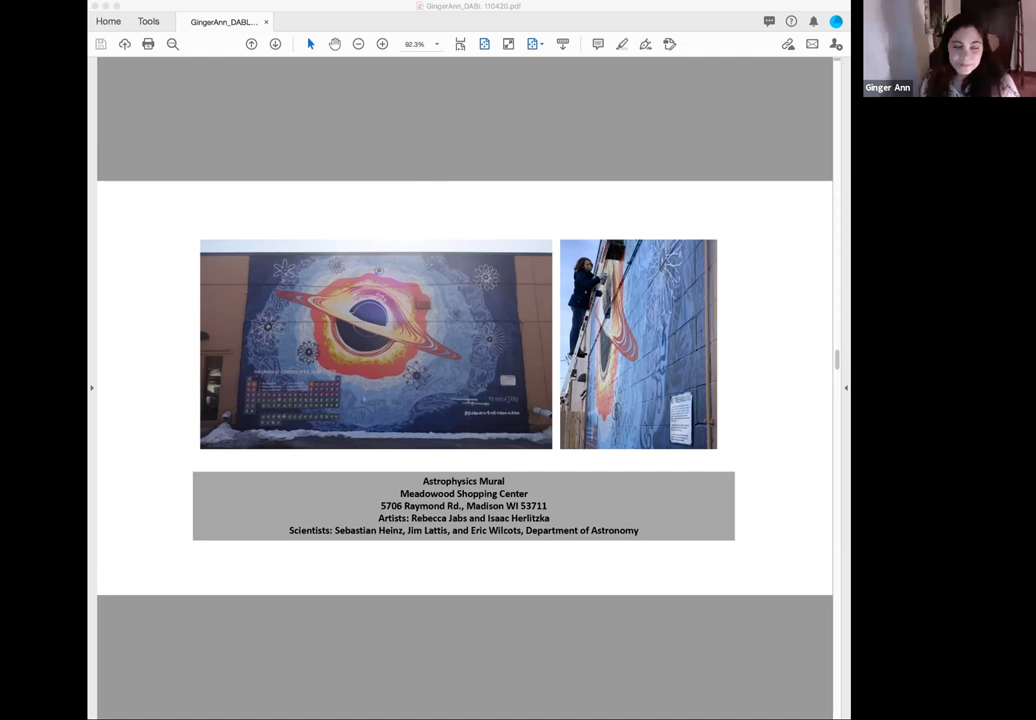 GingerAnn_DABL 110420.pdf
Home
Tools
GingerAnn_DABL...
92.3%
Ginger Ann
Astrophysics Mural
Meadowood Shopping Center
5706 Raymond Rd., Madison WI 53711
Artists: Rebecca Jabs and Isaac Herlitzka
Scientists: Sebastian Heinz, Jim Lattis, and Eric Wilcots, Department of Astronomy